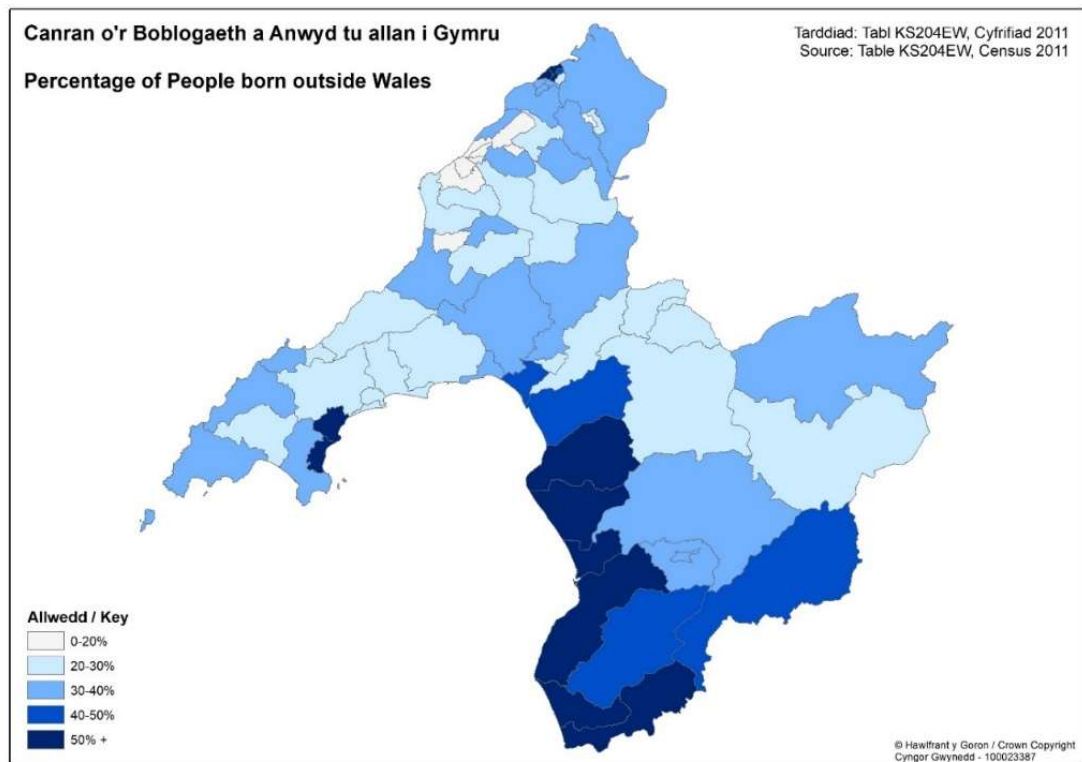 Canran o'r Boblogaeth a Anwyd tu allan i Gymru
Percentage of People born outside Wales
Tarddiad: Tabl KS204EW, Cyfrifiad 2011
Source: Table KS204EW, Census 2011
Allwedd / Key
0-20%
20-30%
30-40%
40-50%
50% +
© Hawlfrant y Goron / Crown Copyright
Cyngor Gwynedd - 100023387